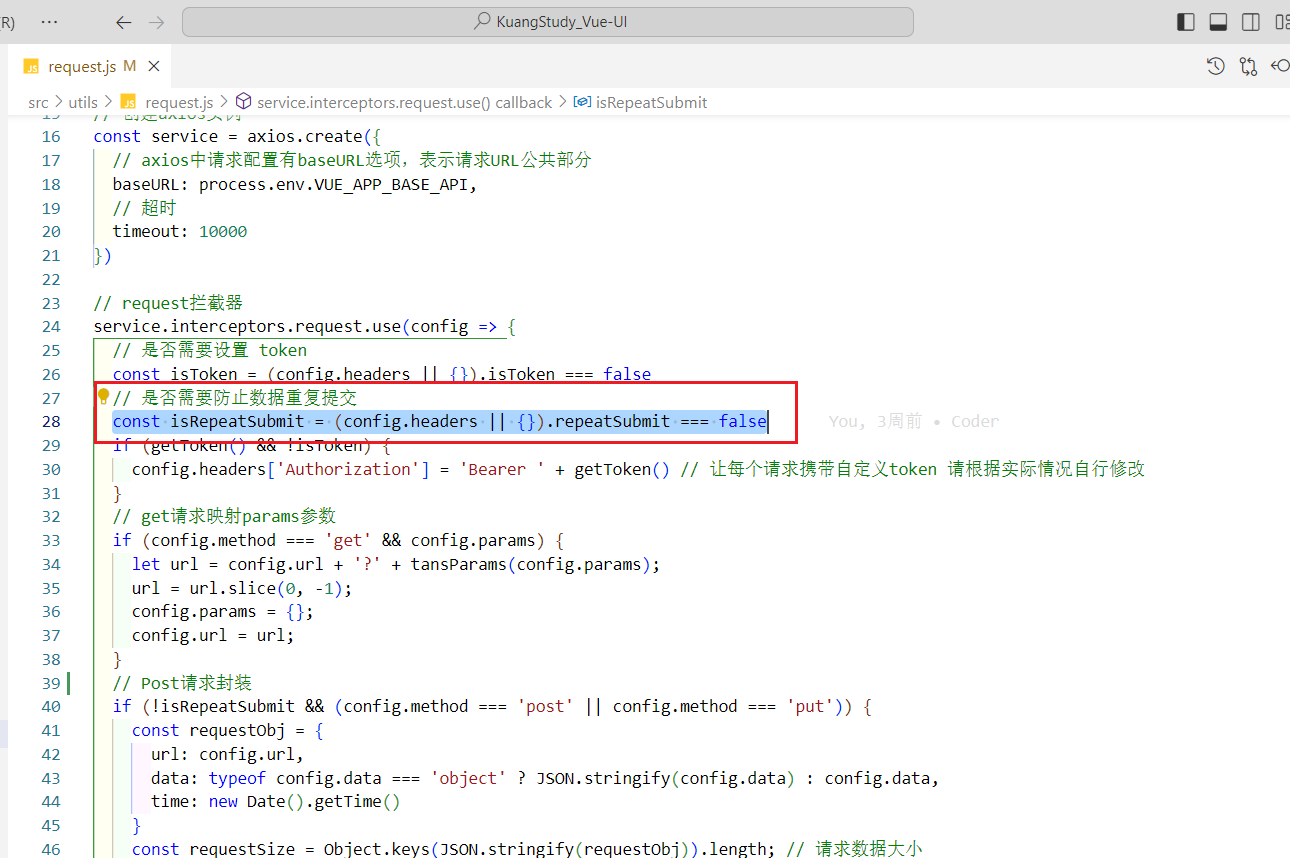 R) ··· ← → KuangStudy_Vue-UI
JS request.js M ×
src > utils > JS request.js > service.interceptors.request.use() callback > isRepeatSubmit
15 // 创建axios实例
16 const service = axios.create({
17 // axios中请求配置有baseURL选项，表示请求URL公共部分
18 baseURL: process.env.VUE_APP_BASE_API,
19 // 超时
20 timeout: 10000
21 })
22
23 // request拦截器
24 service.interceptors.request.use(config => {
25 // 是否需要设置 token
26 const isToken = (config.headers || {}).isToken === false
27 // 是否需要防止数据重复提交
28 const isRepeatSubmit = (config.headers || {}).repeatSubmit === false You, 3周前 • Coder
29 if (getToken() && !isToken) {
30 config.headers['Authorization'] = 'Bearer ' + getToken() // 让每个请求携带自定义token 请根据实际情况自行修改
31 }
32 // get请求映射params参数
33 if (config.method === 'get' && config.params) {
34 let url = config.url + '?' + tansParams(config.params);
35 url = url.slice(0, -1);
36 config.params = {};
37 config.url = url;
38 }
39 // Post请求封装
40 if (!isRepeatSubmit && (config.method === 'post' || config.method === 'put')) {
41 const requestObj = {
42 url: config.url,
43 data: typeof config.data === 'object' ? JSON.stringify(config.data) : config.data,
44 time: new Date().getTime()
45 }
46 const requestSize = Object.keys(JSON.stringify(requestObj)).length; // 请求数据大小